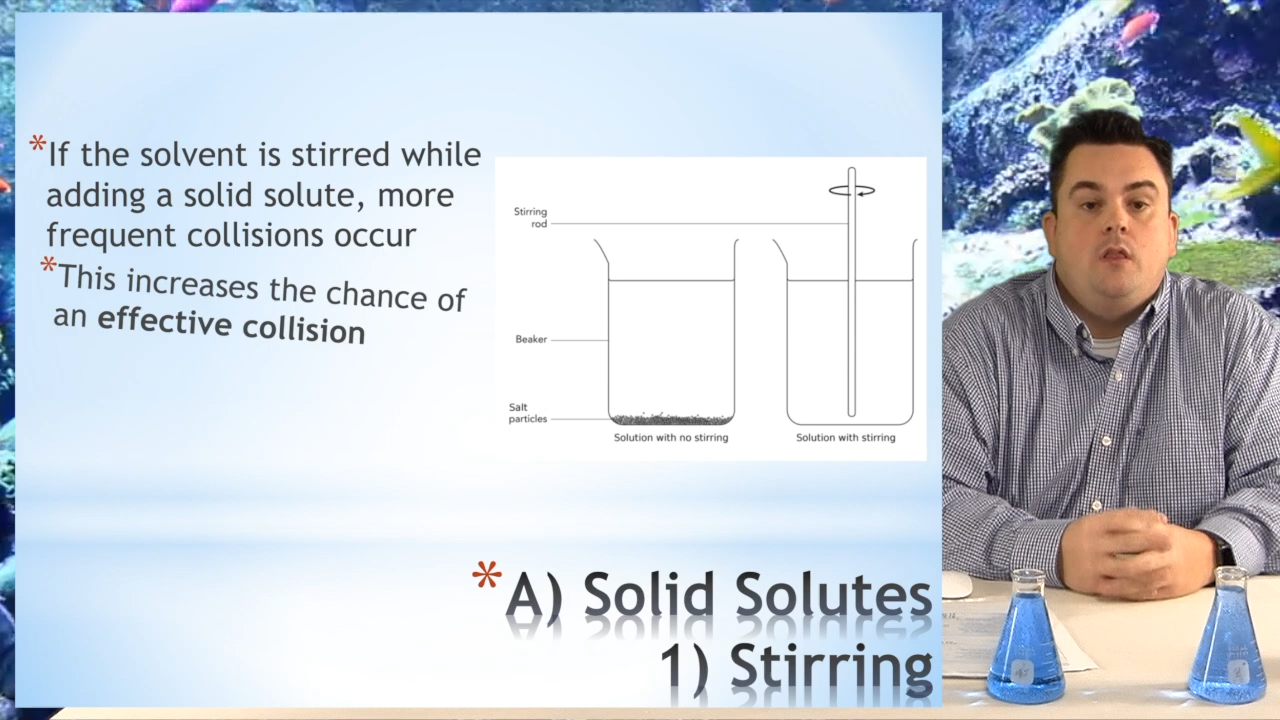 *If the solvent is stirred while
adding a solid solute, more
frequent collisions occur
*This increases the chance of
an effective collision
Stirring
rod
Beaker
Salt
particles
Solution with no stirring
Solution with stirring
*A) Solid Solutes
1) Stirring